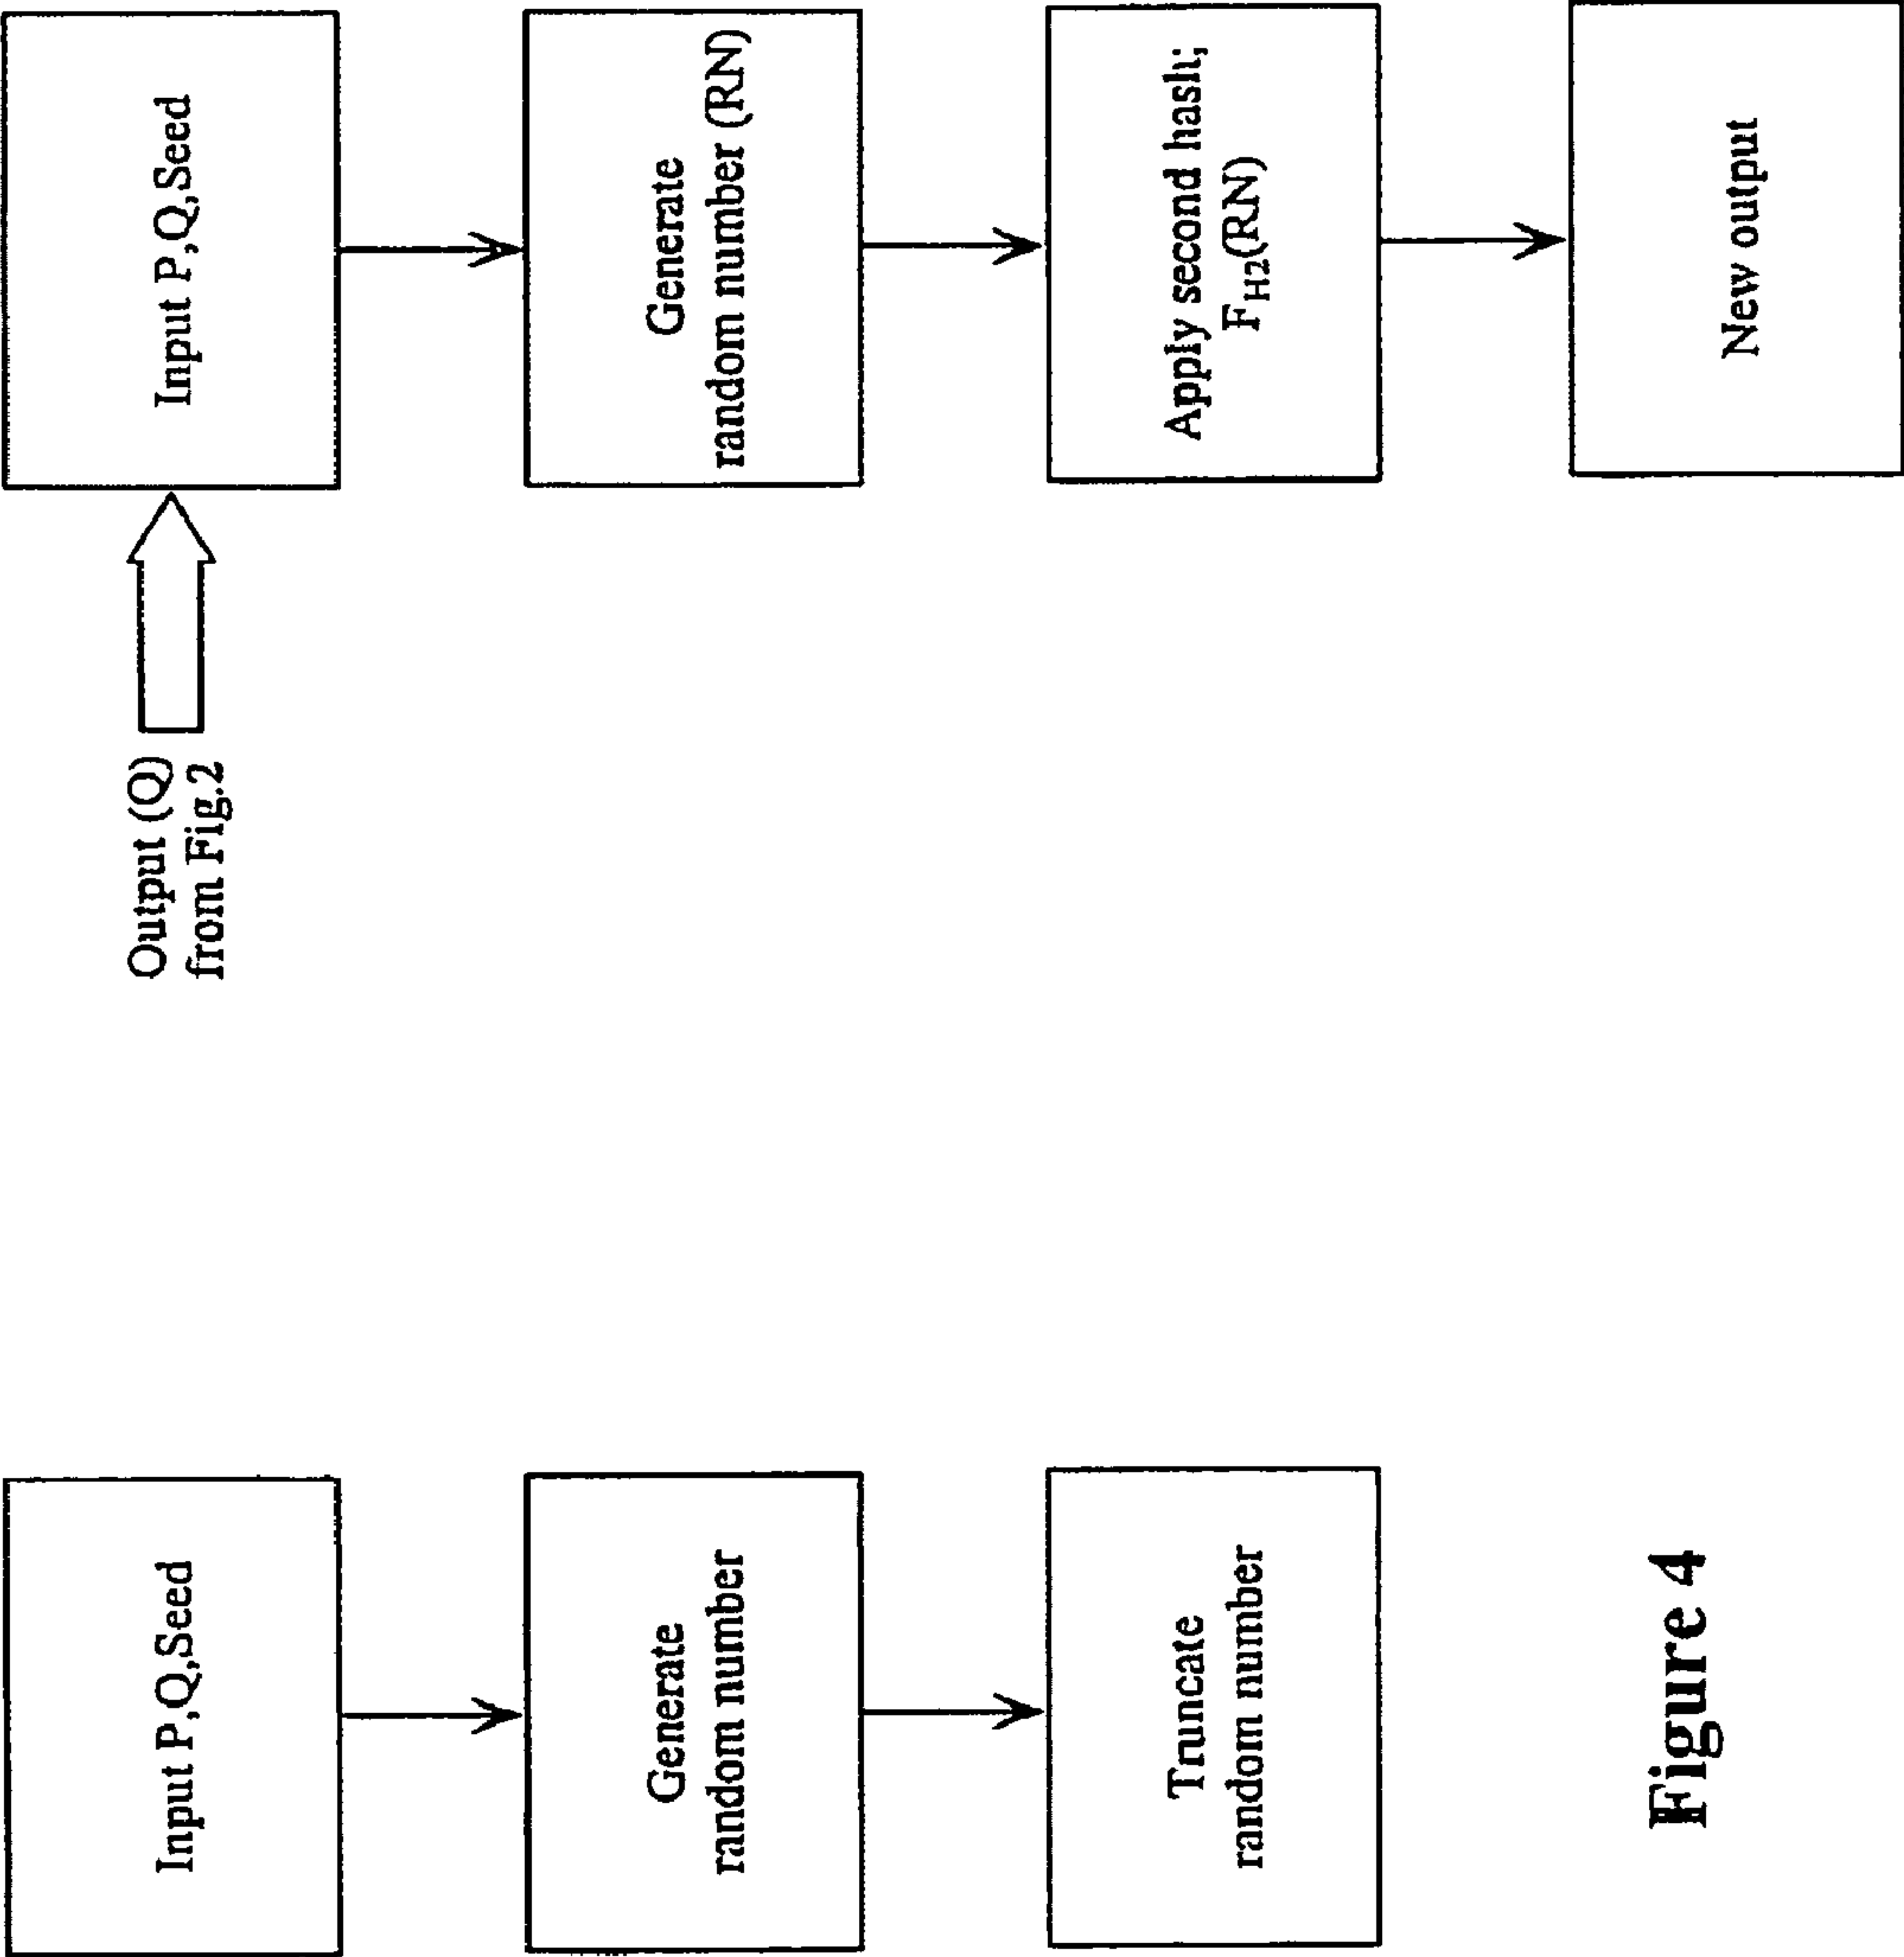 Input P,Q,Seed
Generate
random number
Truncate
random number
Figure 4
Output (Q)
from Fig.2
Input P,Q,Seed
Generate
random number (RN)
Apply second hash;
F_H2(RN)
New output